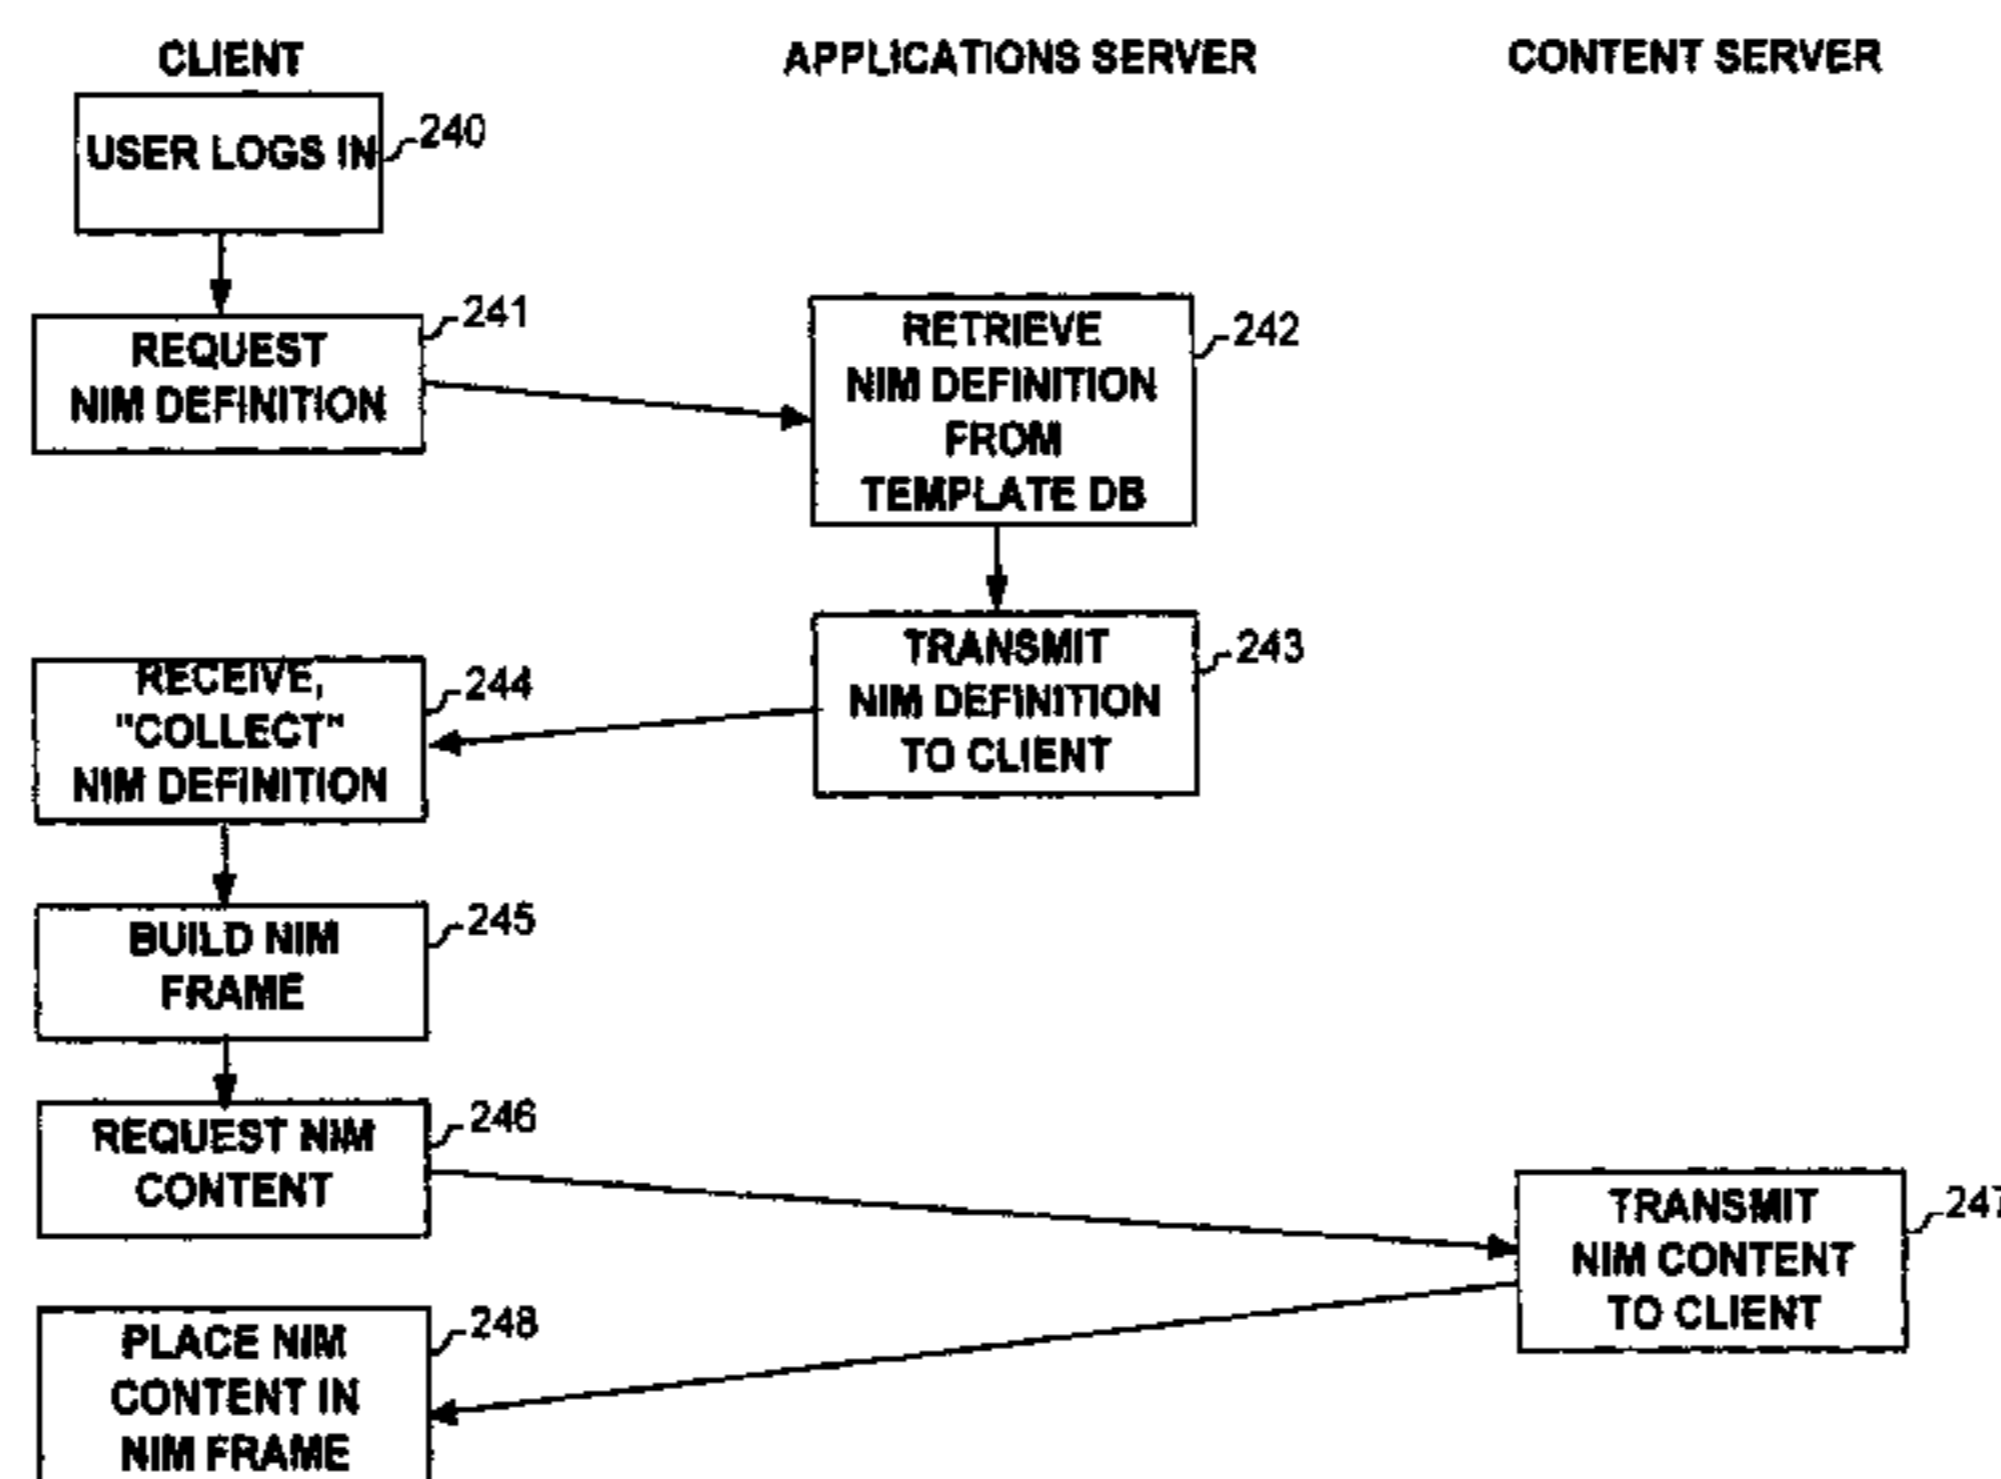 CLIENT
APPLICATIONS SERVER
CONTENT SERVER
USER LOGS IN
240
REQUEST
NIM DEFINITION
241
RETRIEVE
NIM DEFINITION
FROM
TEMPLATE DB
242
TRANSMIT
NIM DEFINITION
TO CLIENT
243
RECEIVE,
"COLLECT"
NIM DEFINITION
244
BUILD NIM
FRAME
245
REQUEST NIM
CONTENT
246
TRANSMIT
NIM CONTENT
TO CLIENT
247
PLACE NIM
CONTENT IN
NIM FRAME
248